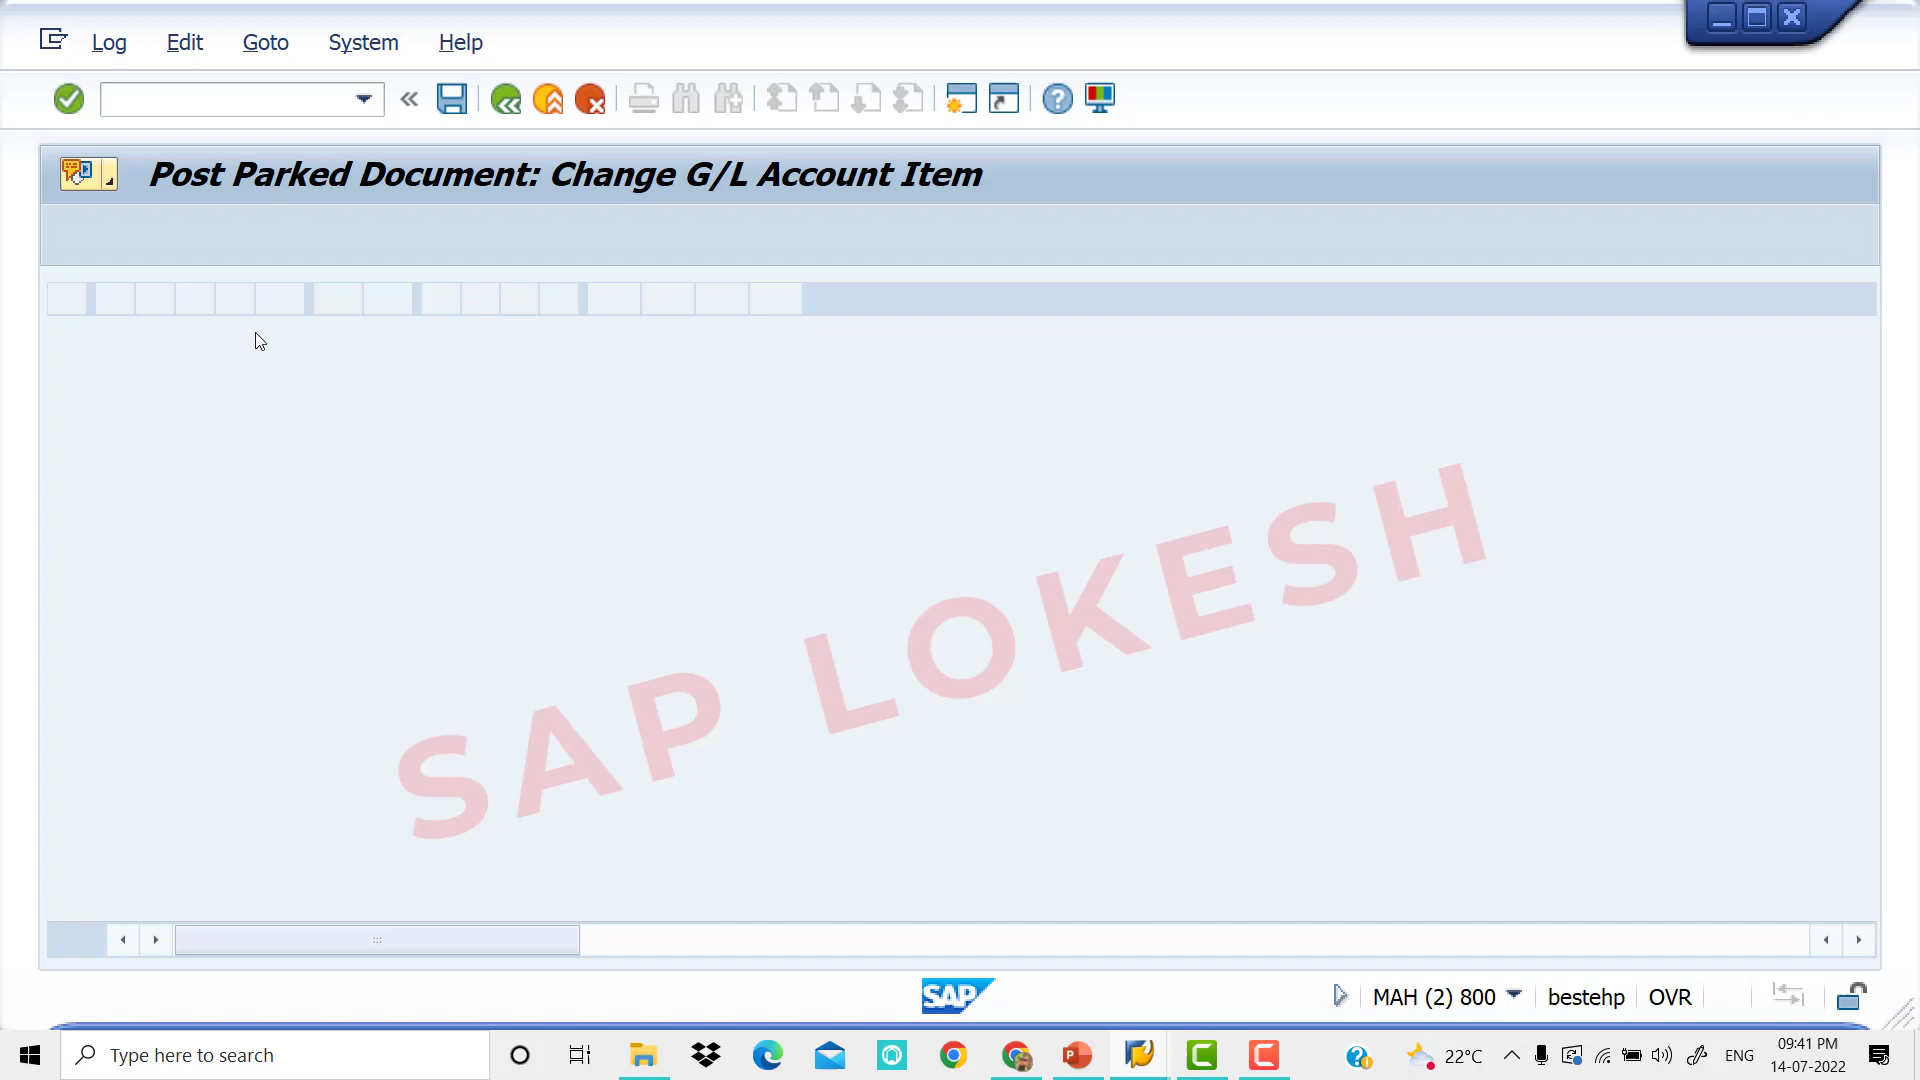 Log Edit Goto System Help
Post Parked Document: Change G/L Account Item
SAP LOKESH
SAP
MAH (2) 800 bestehp OVR
Type here to search
22°C
ENG
09:41 PM
14-07-2022